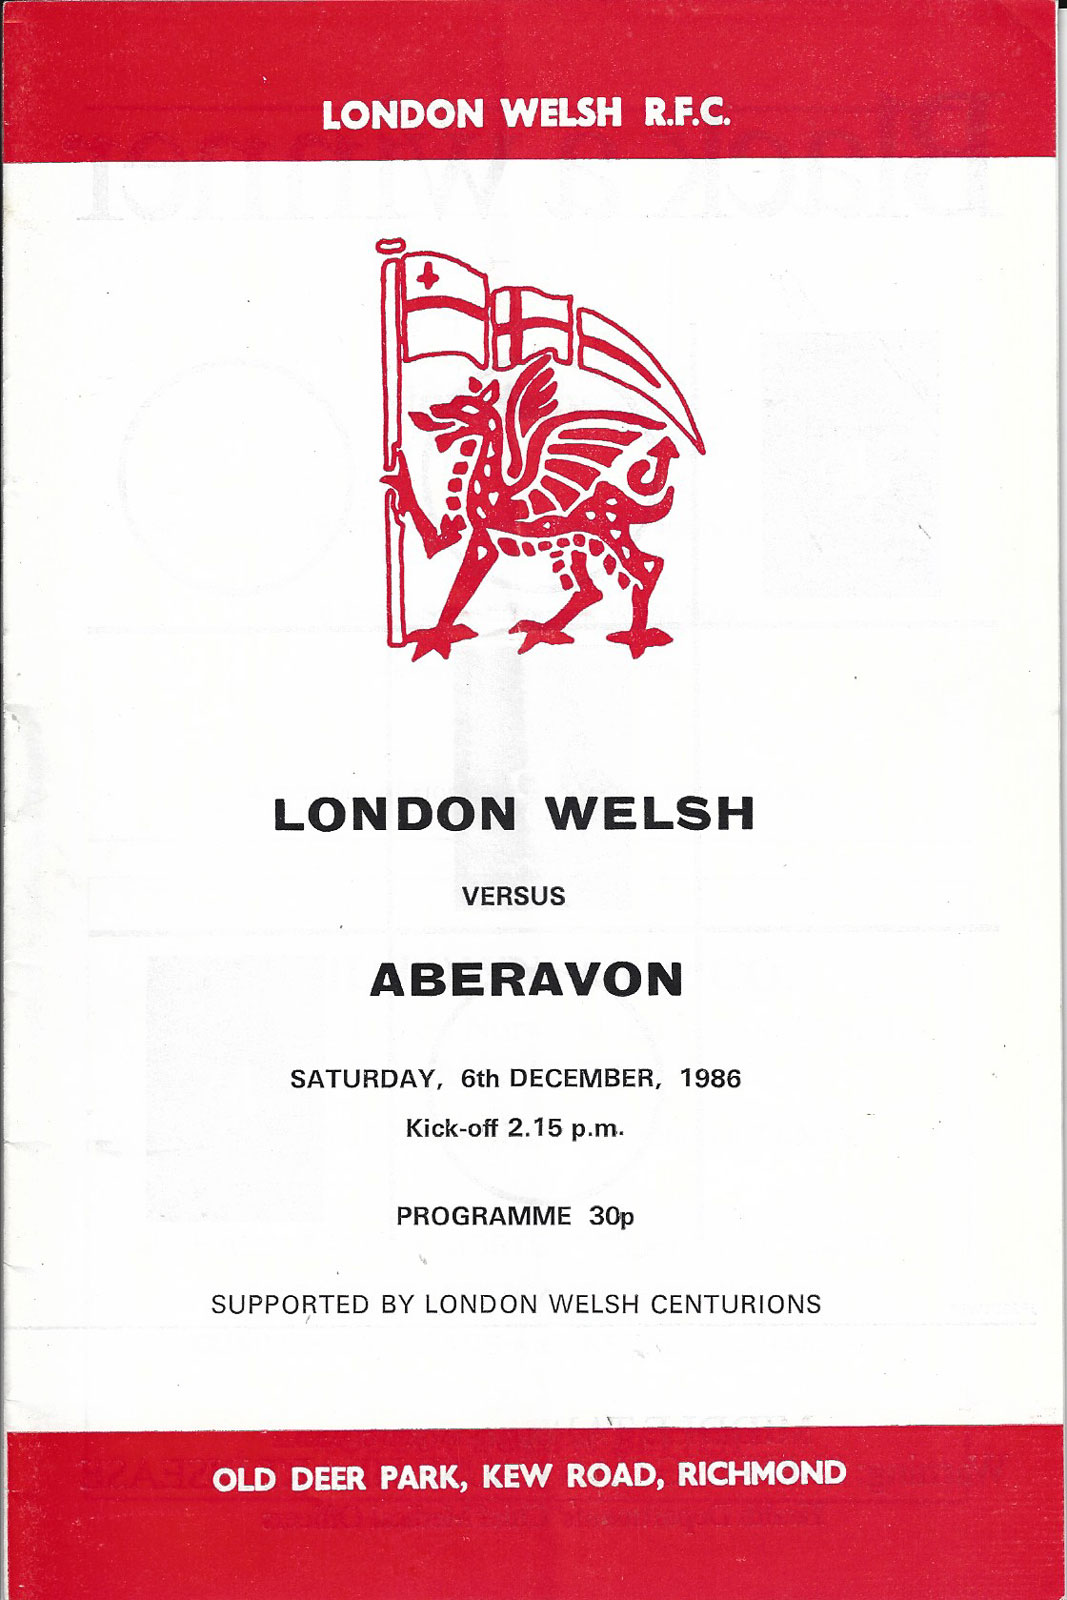 LONDON WELSH R.F.C.
LONDON WELSH
VERSUS
ABERAVON
SATURDAY, 6th DECEMBER, 1986
Kick-off 2.15 p.m.
PROGRAMME 30p
SUPPORTED BY LONDON WELSH CENTURIONS
OLD DEER PARK, KEW ROAD, RICHMOND